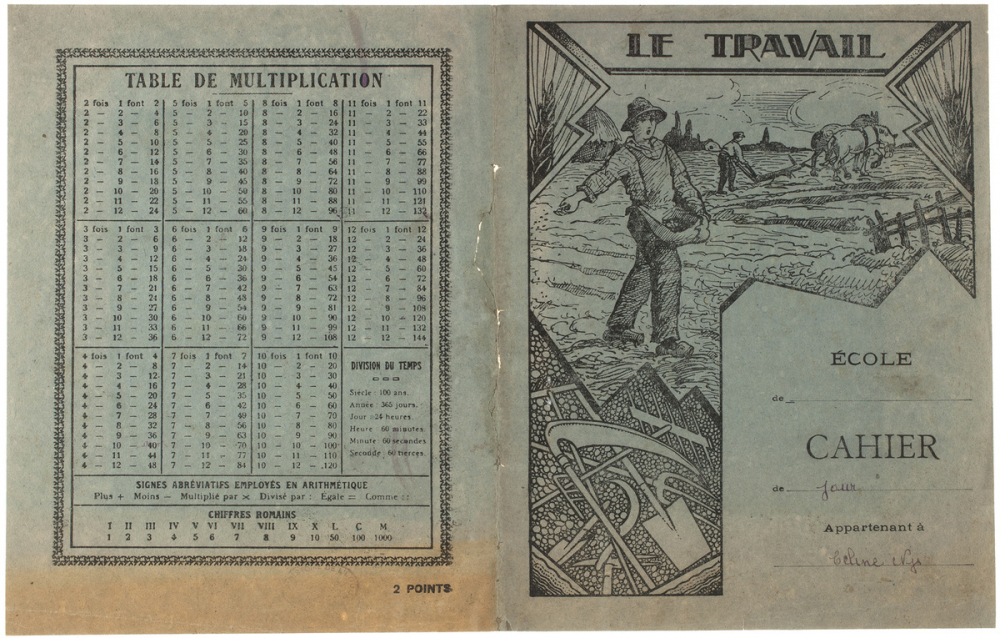 TABLE DE MULTIPLICATION
2 fois 1 font 2 5 fois 1 font 5 8 fois 1 font 8 11 fois 1 font 11
2 — 2 — 4 5 — 2 — 10 8 — 2 — 16 11 — 2 — 22
2 — 3 — 6 5 — 3 — 15 8 — 3 — 24 11 — 3 — 33
2 — 4 — 8 5 — 4 — 20 8 — 4 — 32 11 — 4 — 44
2 — 5 — 10 5 — 5 — 25 8 — 5 — 40 11 — 5 — 55
2 — 6 — 12 5 — 6 — 30 8 — 6 — 48 11 — 6 — 66
2 — 7 — 14 5 — 7 — 35 8 — 7 — 56 11 — 7 — 77
2 — 8 — 16 5 — 8 — 40 8 — 8 — 64 11 — 8 — 88
2 — 9 — 18 5 — 9 — 45 8 — 9 — 72 11 — 9 — 99
2 — 10 — 20 5 — 10 — 50 8 — 10 — 80 11 — 10 — 110
2 — 11 — 22 5 — 11 — 55 8 — 11 — 88 11 — 11 — 121
2 — 12 — 24 5 — 12 — 60 8 — 12 — 96 11 — 12 — 132
3 fois 1 font 3 6 fois 1 font 6 9 fois 1 font 9 12 fois 1 font 12
3 — 2 — 6 6 — 2 — 12 9 — 2 — 18 12 — 2 — 24
3 — 3 — 9 6 — 3 — 18 9 — 3 — 27 12 — 3 — 36
3 — 4 — 12 6 — 4 — 24 9 — 4 — 36 12 — 4 — 48
3 — 5 — 15 6 — 5 — 30 9 — 5 — 45 12 — 5 — 60
3 — 6 — 18 6 — 6 — 36 9 — 6 — 54 12 — 6 — 72
3 — 7 — 21 6 — 7 — 42 9 — 7 — 63 12 — 7 — 84
3 — 8 — 24 6 — 8 — 48 9 — 8 — 72 12 — 8 — 96
3 — 9 — 27 6 — 9 — 54 9 — 9 — 81 12 — 9 — 108
3 — 10 — 30 6 — 10 — 60 9 — 10 — 90 12 — 10 — 120
3 — 11 — 33 6 — 11 — 66 9 — 11 — 99 12 — 11 — 132
3 — 12 — 36 6 — 12 — 72 9 — 12 — 108 12 — 12 — 144
4 fois 1 font 4 7 fois 1 font 7 10 fois 1 font 10
4 — 2 — 8 7 — 2 — 14 10 — 2 — 20
4 — 3 — 12 7 — 3 — 21 10 — 3 — 30
4 — 4 — 16 7 — 4 — 28 10 — 4 — 40
4 — 5 — 20 7 — 5 — 35 10 — 5 — 50
4 — 6 — 24 7 — 6 — 42 10 — 6 — 60
4 — 7 — 28 7 — 7 — 49 10 — 7 — 70
4 — 8 — 32 7 — 8 — 56 10 — 8 — 80
4 — 9 — 36 7 — 9 — 63 10 — 9 — 90
4 — 10 — 40 7 — 10 — 70 10 — 10 — 100
4 — 11 — 44 7 — 11 — 77 10 — 11 — 110
4 — 12 — 48 7 — 12 — 84 10 — 12 — 120
DIVISION DU TEMPS
Siècle : 100 ans.
Année : 365 jours.
Jour : 24 heures.
Heure : 60 minutes.
Minute : 60 secondes.
Seconde : 60 tierces.
SIGNES ABRÉVIATIFS EMPLOYÉS EN ARITHMÉTIQUE
Plus + Moins — Multiplié par × Divisé par : Égale = Comme ::
CHIFFRES ROMAINS
I II III IV V VI VII VIII IX X L C M
1 2 3 4 5 6 7 8 9 10 50 100 1000
2 POINTS
LE TRAVAIL
ÉCOLE
de
CAHIER
de jour
Appartenant à